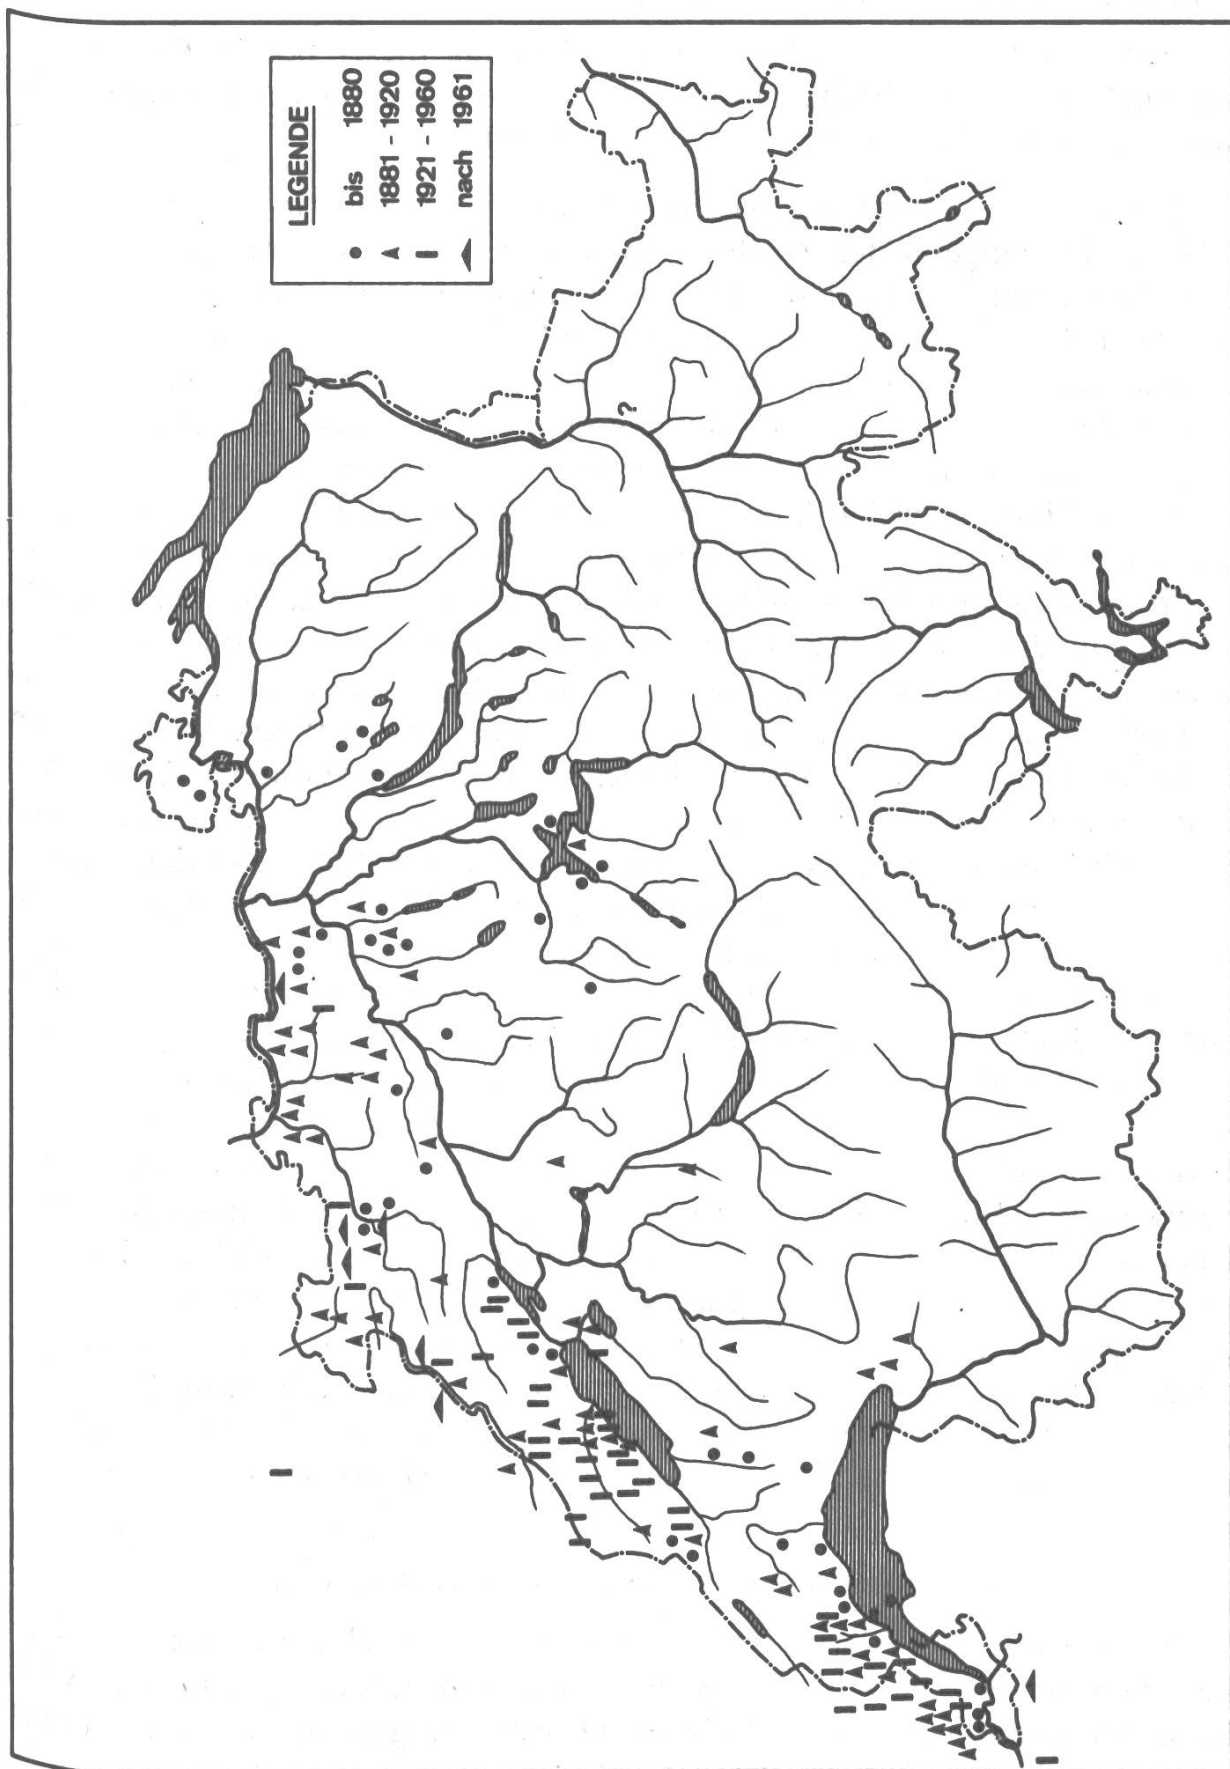 LEGENDE
● bis 1880
▲ 1881 - 1920
▮ 1921 - 1960
▲ nach 1961
?